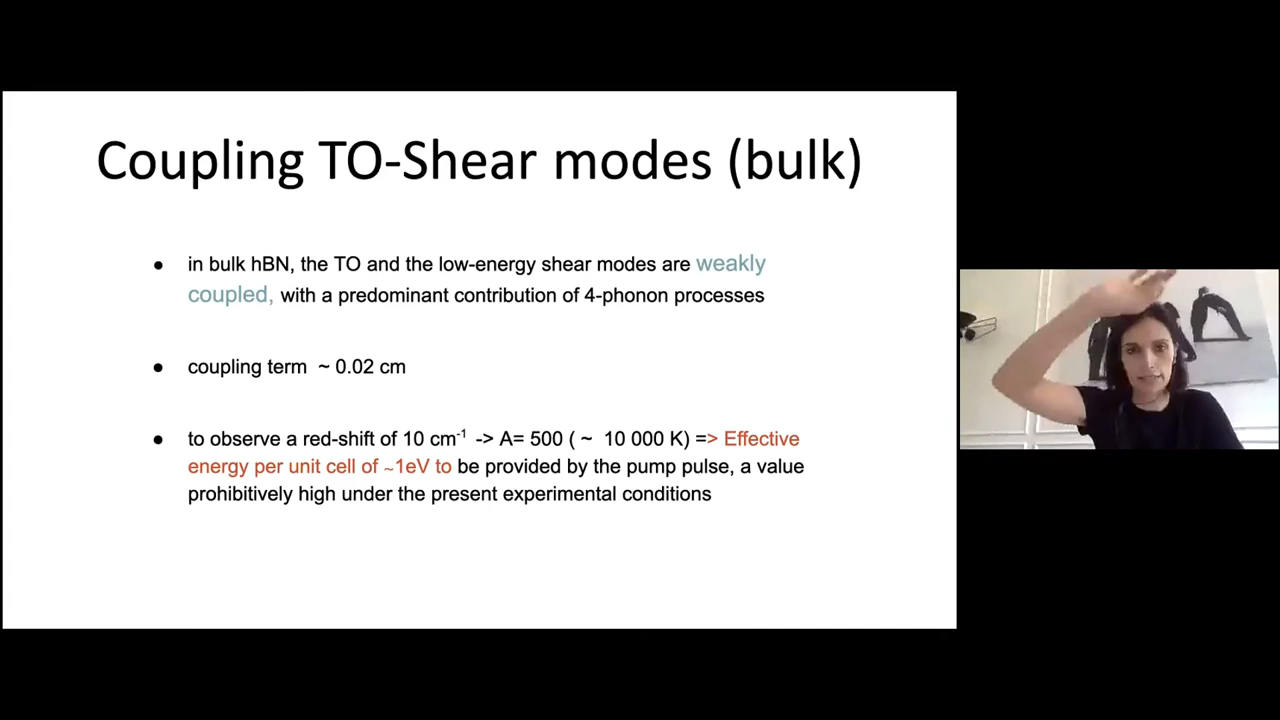 Coupling TO-Shear modes (bulk)
● in bulk hBN, the TO and the low-energy shear modes are weakly
coupled, with a predominant contribution of 4-phonon processes
● coupling term ~ 0.02 cm
● to observe a red-shift of 10 cm⁻¹ -> A= 500 ( ~ 10 000 K) => Effective
energy per unit cell of ~1eV to be provided by the pump pulse, a value
prohibitively high under the present experimental conditions